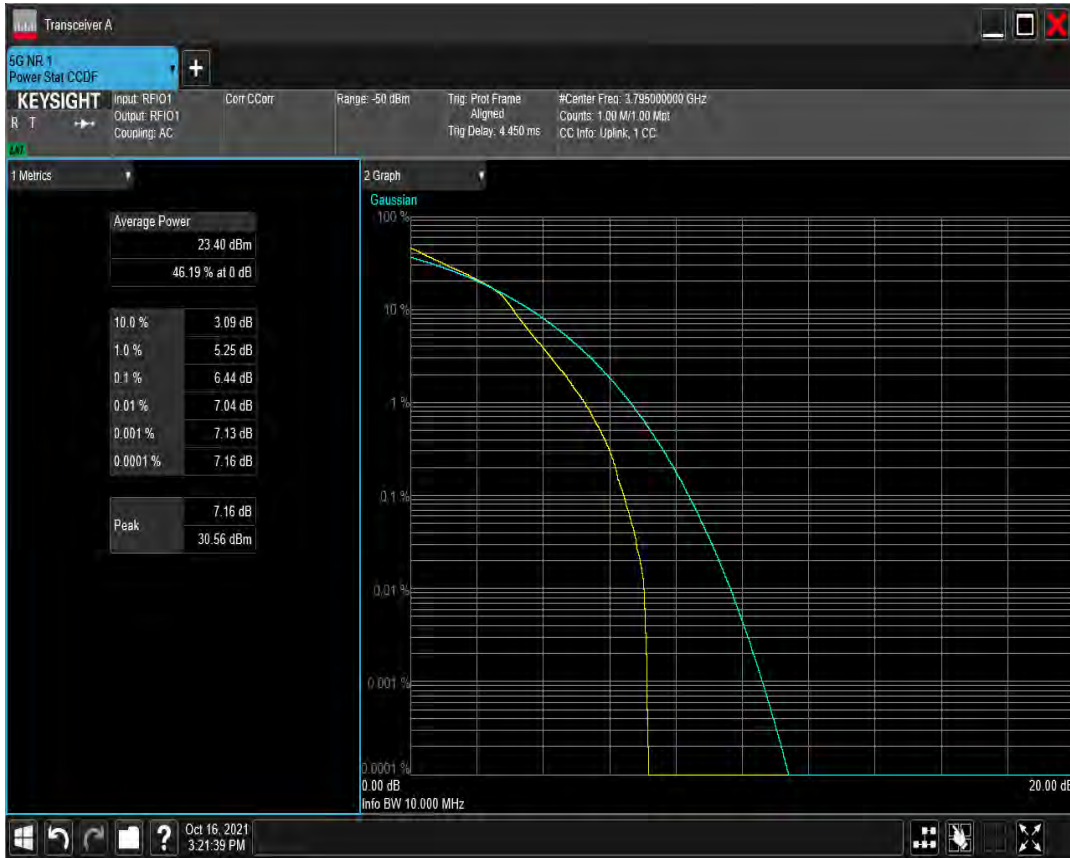 Transceiver A
5G NR 1
Power Stat CCDF
+
KEYSIGHT
R T
LXI
Input: RFIO1
Output: RFIO1
Coupling: AC
Corr CCorr
Range: -50 dBm
Trig: Prot Frame
Aligned
Trig Delay: 4.450 ms
#Center Freq: 3.795000000 GHz
Counts: 1.00 M/1.00 Mpt
CC Info: Uplink, 1 CC
1 Metrics
Average Power
23.40 dBm
46.19 % at 0 dB
10.0 % 3.09 dB
1.0 % 5.25 dB
0.1 % 6.44 dB
0.01 % 7.04 dB
0.001 % 7.13 dB
0.0001 % 7.16 dB
Peak 7.16 dB
30.56 dBm
2 Graph
Gaussian
100 %
10 %
1 %
0.1 %
0.01 %
0.001 %
0.0001 %
0.00 dB 20.00 dB
Info BW 10.000 MHz
?
Oct 16, 2021
3:21:39 PM